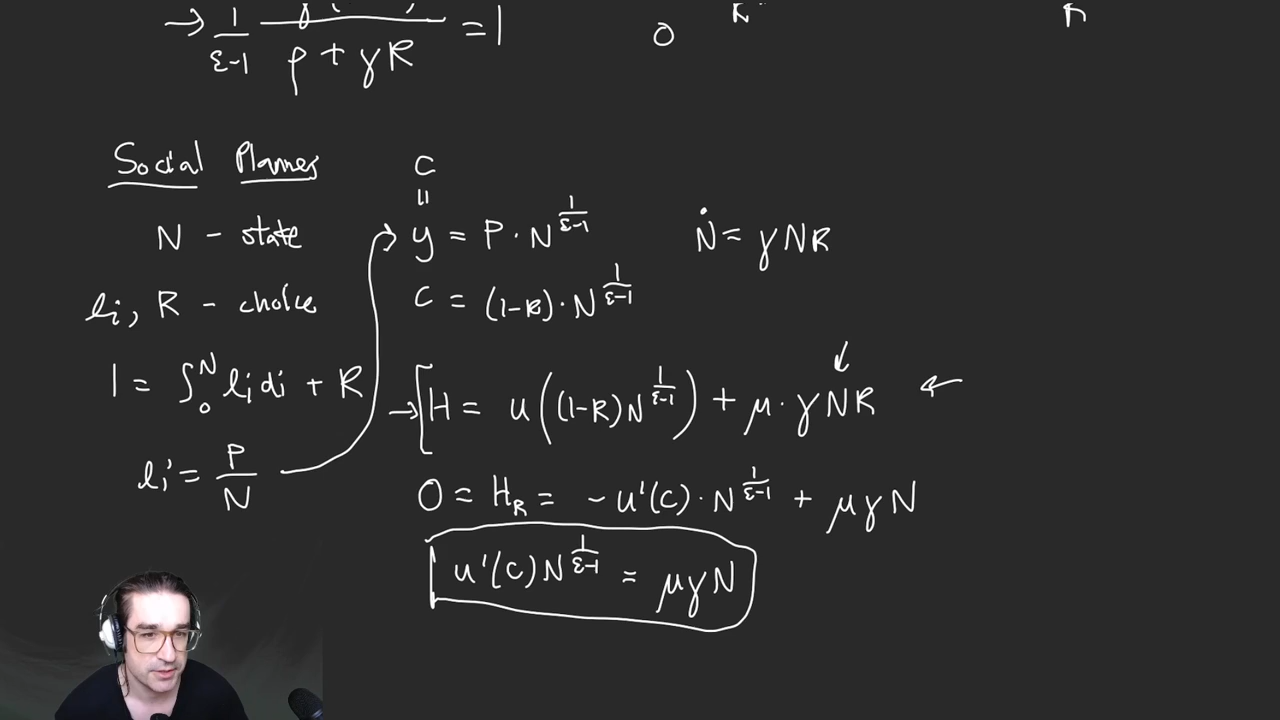 → 1/(ε-1) ρ + γR = 1
0
Social Planner
N - state
li, R - choice
1 = ∫₀ᴺ li di + R
li = P/N
C
=
y = P · N^(1/(ε-1))
Ṅ = γNR
C = (1-R) · N^(1/(ε-1))
→ H = u((1-R)N^(1/(ε-1))) + μ · γNR ←
0 = H_R = - u'(c) · N^(1/(ε-1)) + μγN
u'(c) N^(1/(ε-1)) = μγN